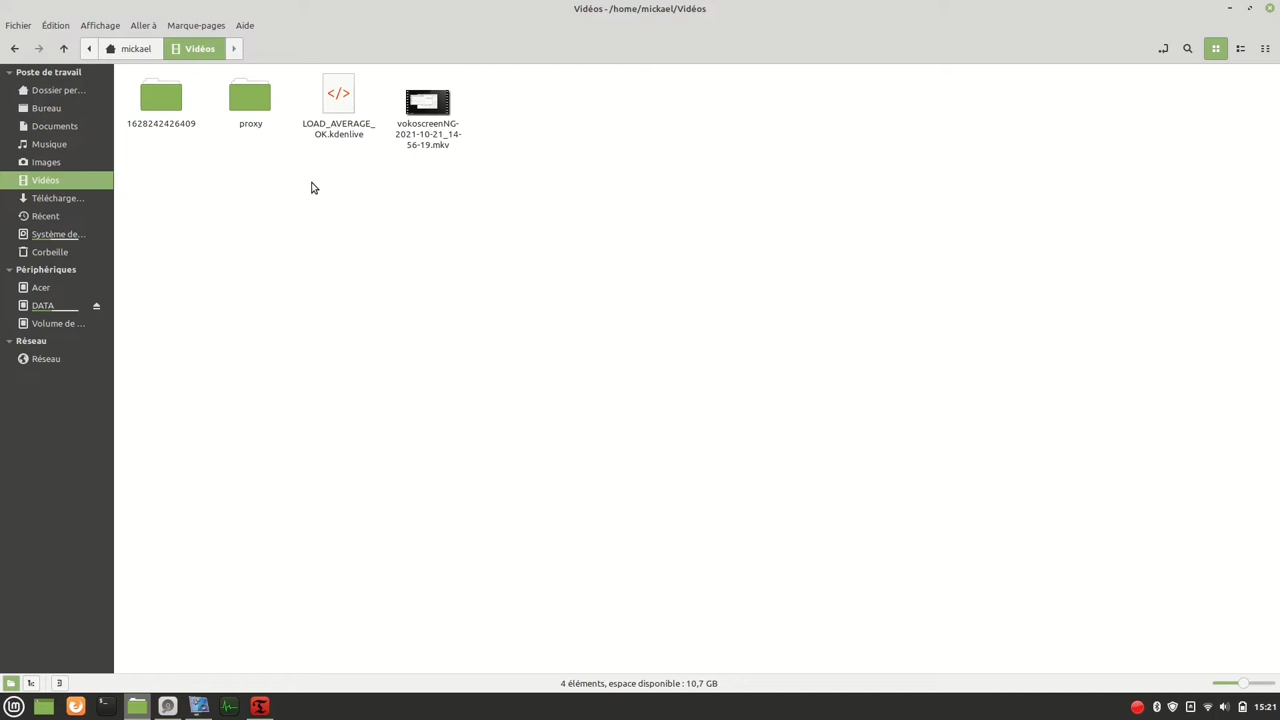 Vidéos - /home/mickael/Vidéos
Fichier Édition Affichage Aller à Marque-pages Aide
mickael Vidéos
Poste de travail
Dossier per...
Bureau
Documents
Musique
Images
Vidéos
Télécharge...
Récent
Système de...
Corbeille
Périphériques
Acer
DATA
Volume de ...
Réseau
Réseau
1628242426409
proxy
LOAD_AVERAGE_
OK.kdenlive
vokoscreenNG-
2021-10-21_14-
56-19.mkv
4 éléments, espace disponible : 10,7 GB
15:21